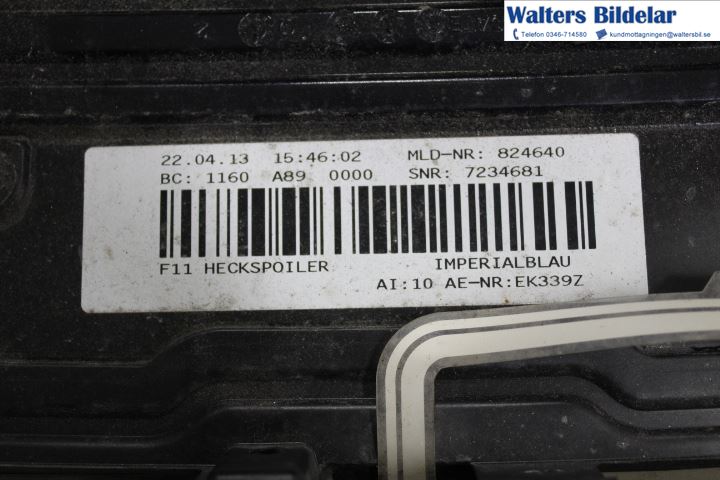 Walters Bildelar
Telefon 0346-714580 kundmottagningen@waltersbil.se
22.04.13 15:46:02 MLD-NR: 824640
BC: 1160 A89 0000 SNR: 7234681
F11 HECKSPOILER IMPERIALBLAU
AI:10 AE-NR:EK339Z